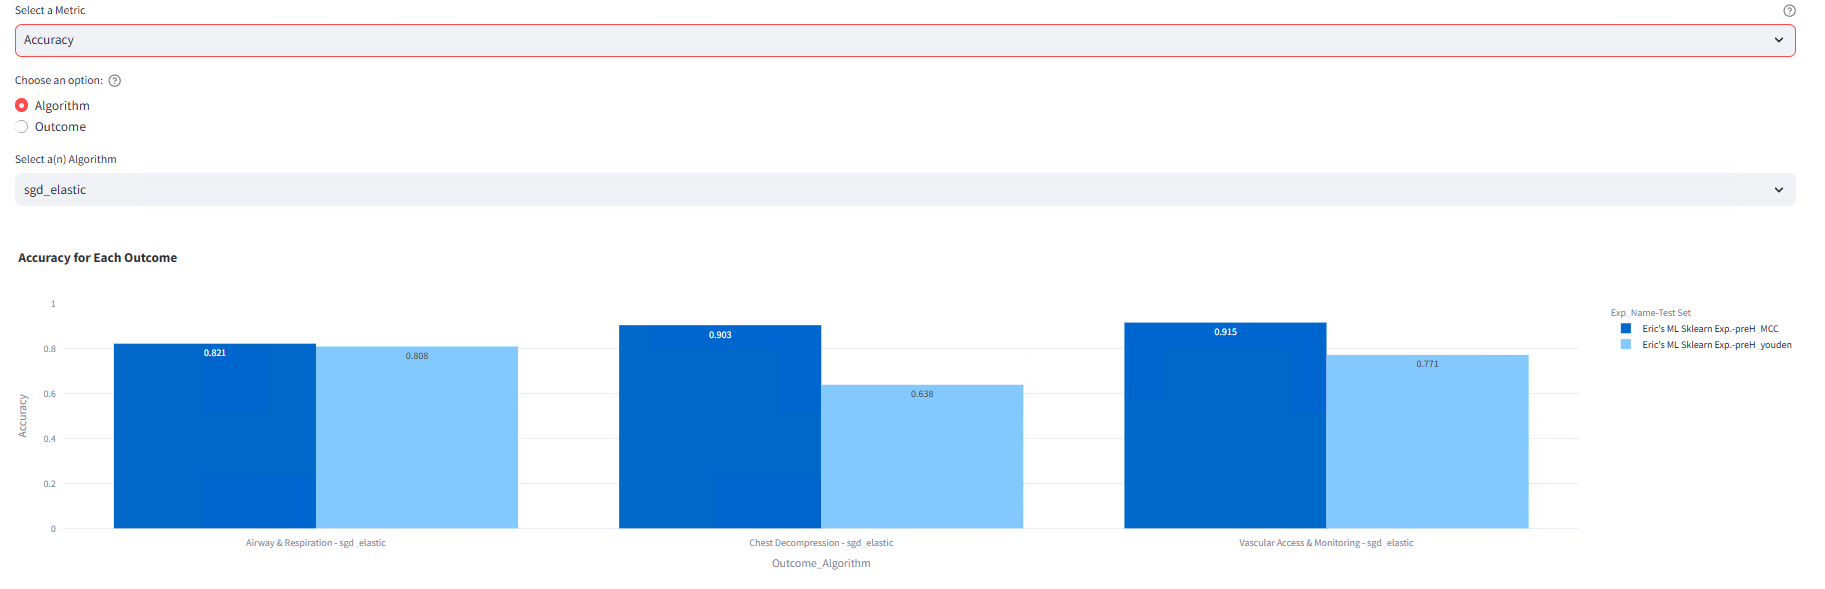 Select a Metric
Accuracy
Choose an option:
Algorithm
Outcome
Select a(n) Algorithm
sgd_elastic
Accuracy for Each Outcome
1
0.8
0.6
0.4
0.2
0
Accuracy
0.821
0.808
0.903
0.638
0.915
0.771
Airway & Respiration - sgd_elastic
Chest Decompression - sgd_elastic
Vascular Access & Monitoring - sgd_elastic
Outcome_Algorithm
Exp_Name-Test Set
Eric's ML Sklearn Exp.-preH_MCC
Eric's ML Sklearn Exp.-preH_youden